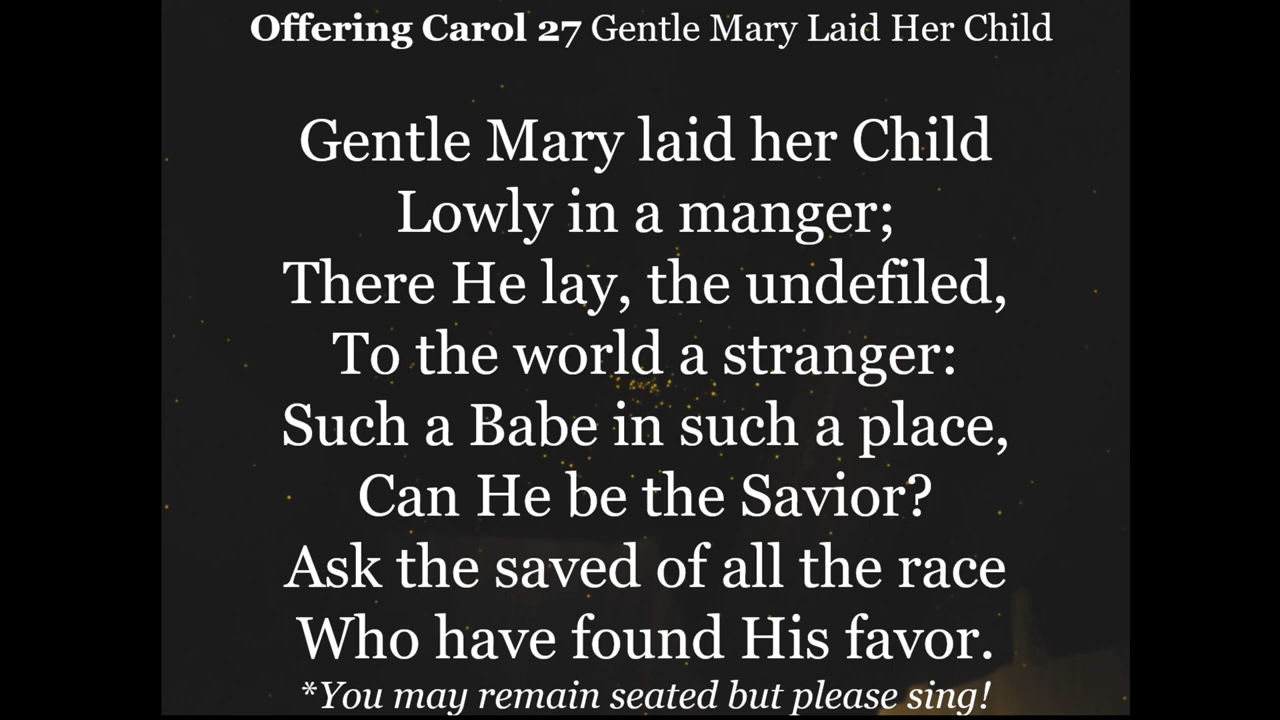 Offering Carol 27 Gentle Mary Laid Her Child
Gentle Mary laid her Child
Lowly in a manger;
There He lay, the undefiled,
To the world a stranger:
Such a Babe in such a place,
Can He be the Savior?
Ask the saved of all the race
Who have found His favor.
*You may remain seated but please sing!